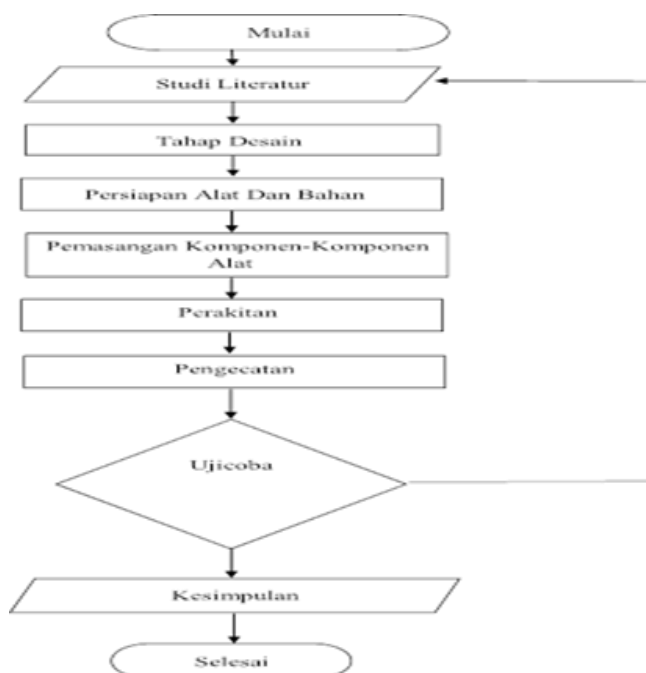 Mulai
Studi Literatur
Tahap Desain
Persiapan Alat Dan Bahan
Pemasangan Komponen-Komponen
Alat
Perakitan
Pengecatan
Ujicoba
Kesimpulan
Selesai